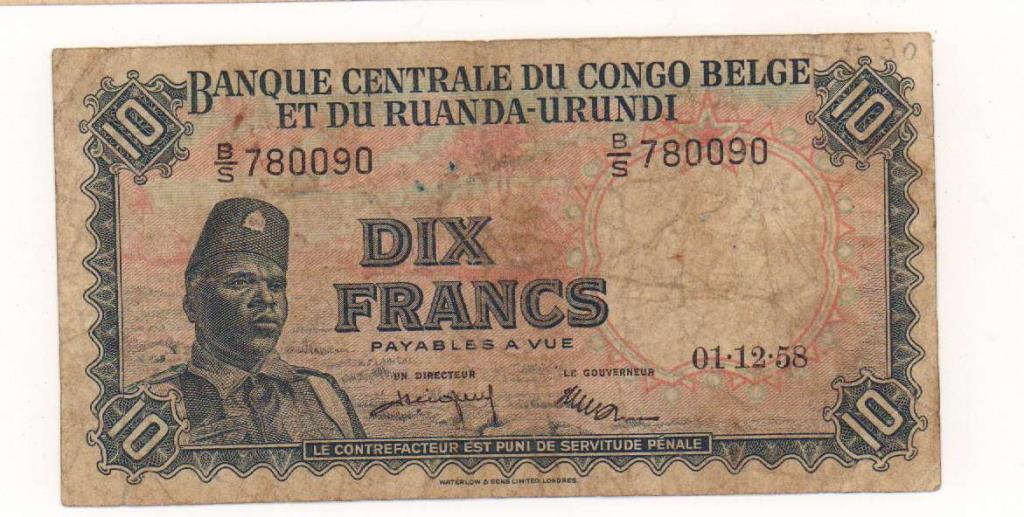 BANQUE CENTRALE DU CONGO BELGE
ET DU RUANDA-URUNDI
10 10
B/S 780090 B/S 780090
DIX
FRANCS
PAYABLES A VUE
UN DIRECTEUR LE GOUVERNEUR
01·12·58
10 10
LE CONTREFACTEUR EST PUNI DE SERVITUDE PÉNALE
WATERLOW & SONS LIMITED, LONDRES.